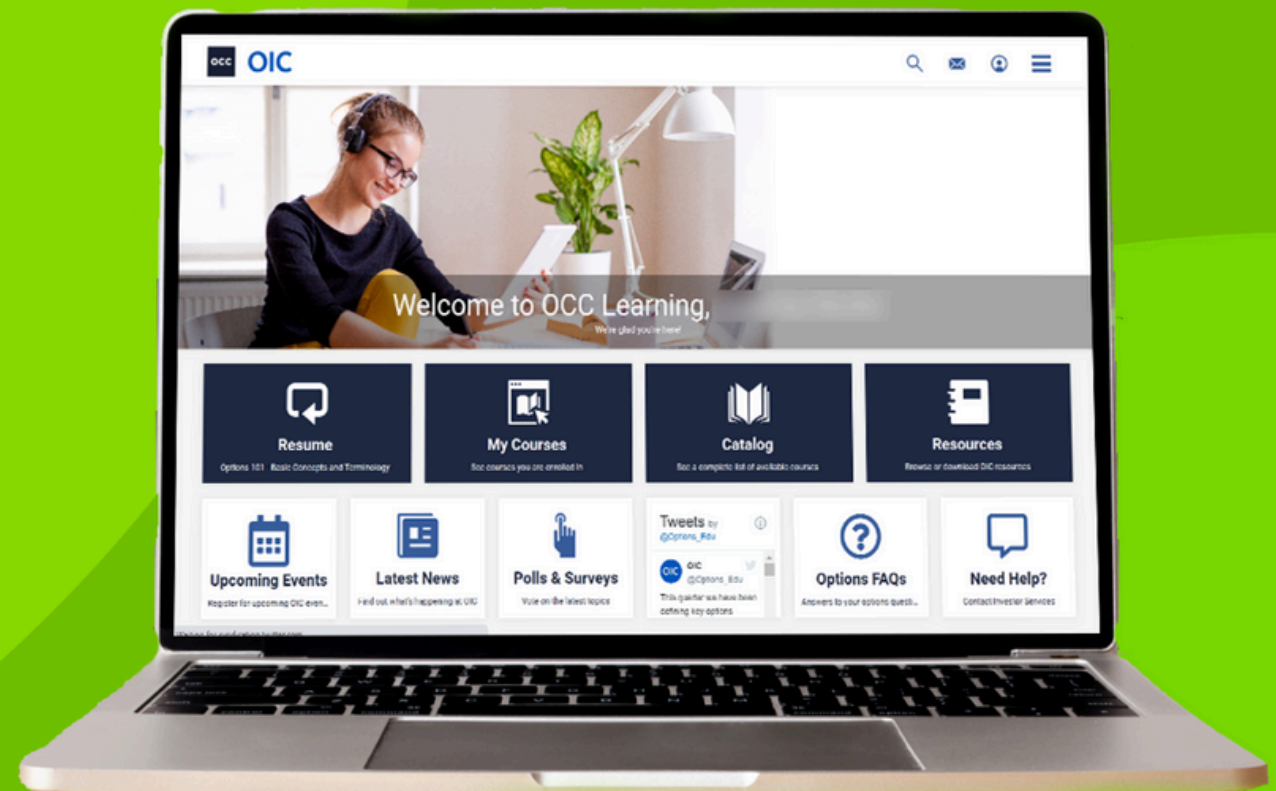 occ OIC
Welcome to OCC Learning,
We're glad you're here!
Resume
Options 101 Basic Concepts and Terminology
My Courses
See courses you are enrolled in
Catalog
See a complete list of available courses
Resources
Browse or download OIC resources
Upcoming Events
Register for upcoming OIC even...
Latest News
Find out what's happening at OIC
Polls & Surveys
Vote on the latest topics
Tweets by
@Options_Edu
OIC OIC
@Options_Edu
This quarter we have been
defining key options
Options FAQs
Answers to your options questi...
Need Help?
Contact Investor Services